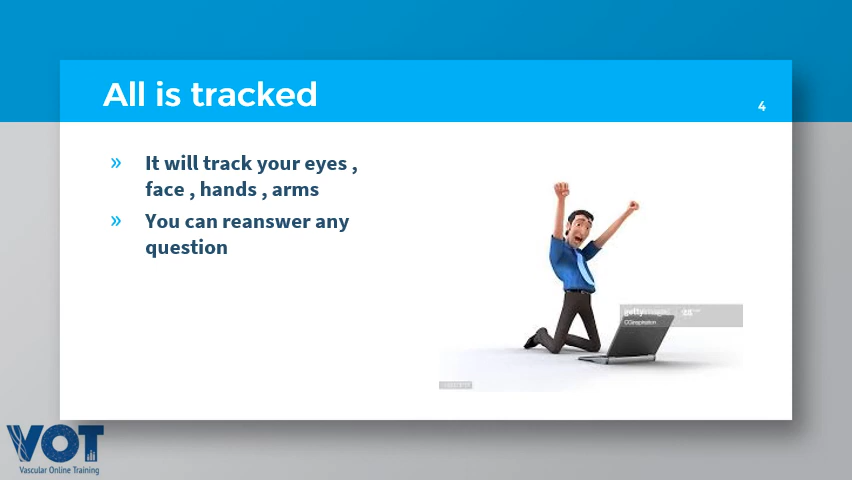 All is tracked
4
» It will track your eyes ,
face , hands , arms
» You can reanswer any
question
gettyimages
VOT
Vascular Online Training